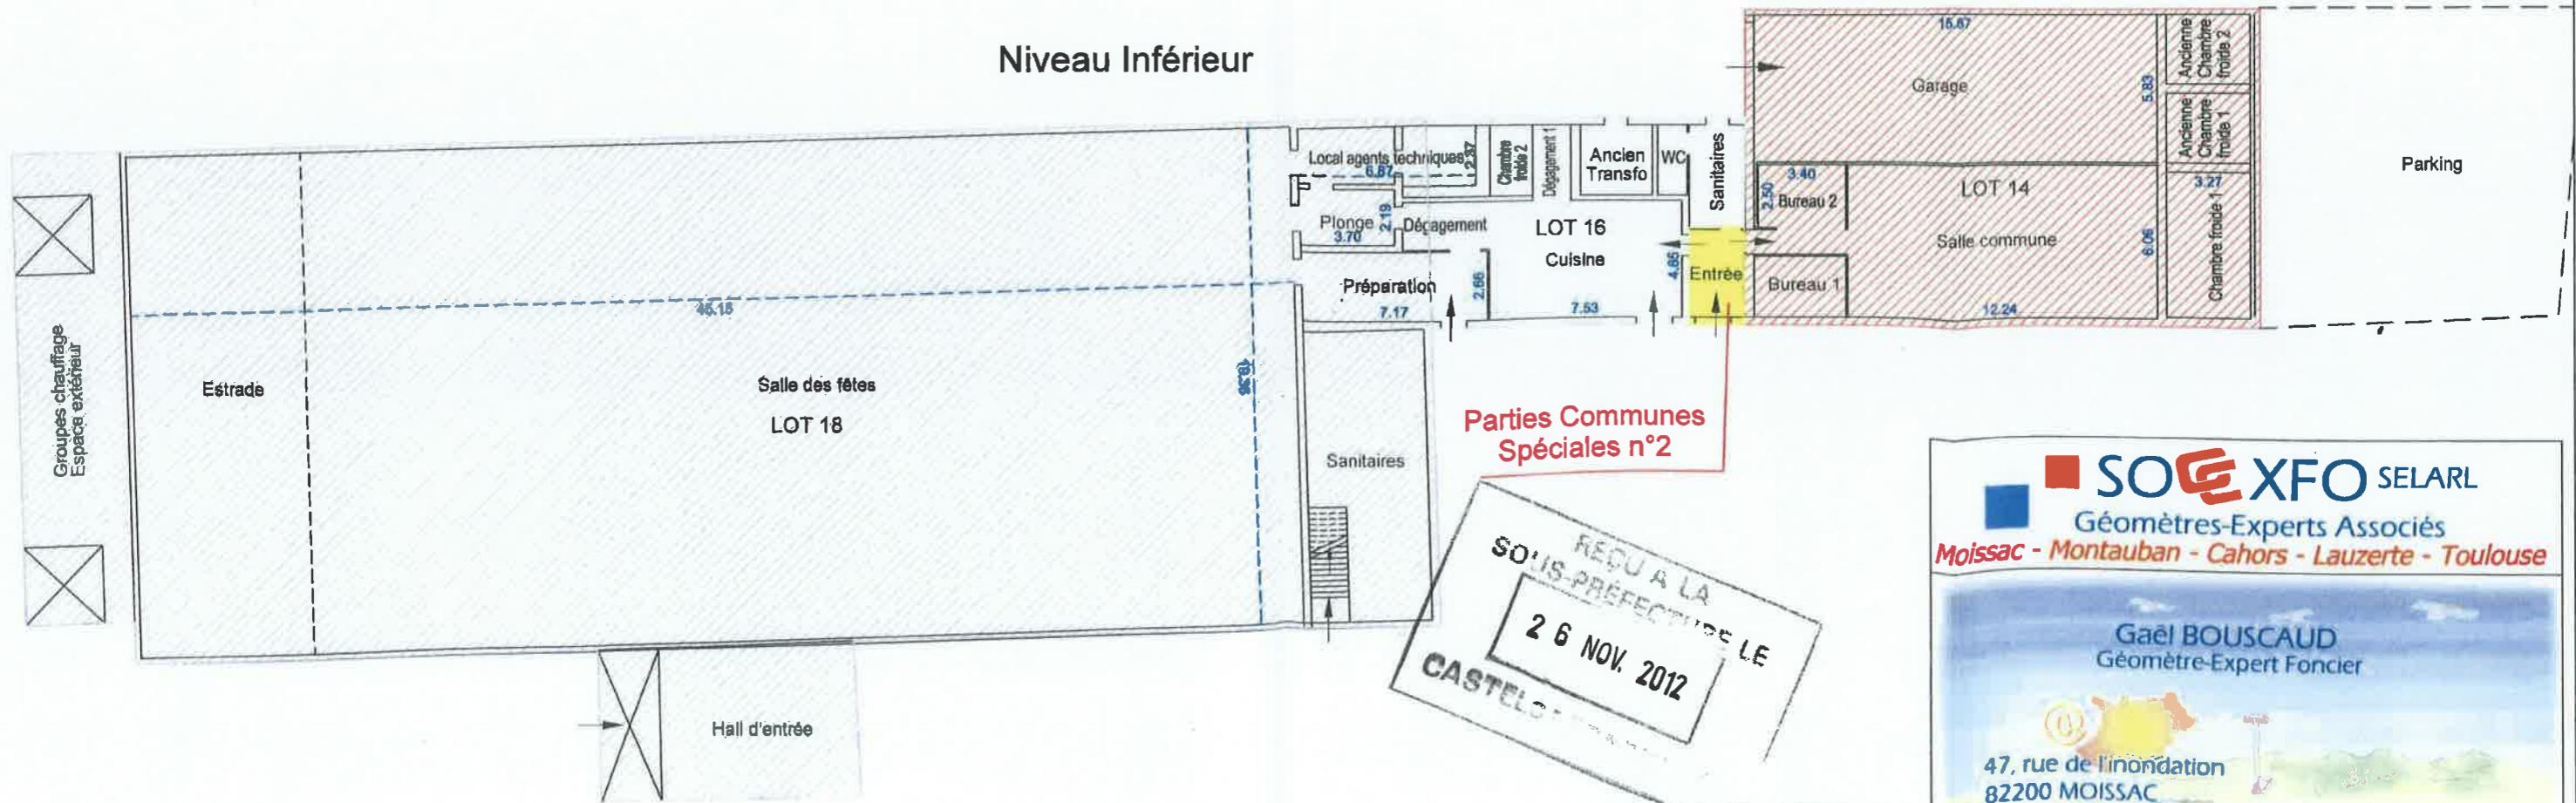 Niveau Inférieur
Groupes chauffage
Espace extérieur
Estrade
45.15
Salle des fêtes
LOT 18
Hall d'entrée
Local agents techniques
6.87
2.37
Plonge
3.70
2.19
Dégagement
Préparation
7.17
2.66
Sanitaires
Chambre
froide 2
Dégagement 1
Ancien
Transfo
WC
Sanitaires
LOT 16
Cuisine
7.53
4.65
Entrée
Parties Communes
Spéciales n°2
15.67
Garage
5.83
Ancienne
Chambre
froide 2
Ancienne
Chambre
froide 1
3.40
2.50
Bureau 2
Bureau 1
LOT 14
Salle commune
6.06
12.24
3.27
Chambre froide 1
Parking
REÇU A LA
SOUS-PRÉFECTURE LE
26 NOV. 2012
SOGEXFO SELARL
Géomètres-Experts Associés
Moissac - Montauban - Cahors - Lauzerte - Toulouse
Gaël BOUSCAUD
Géomètre-Expert Foncier
@
47, rue de l'inondation
82200 MOISSAC